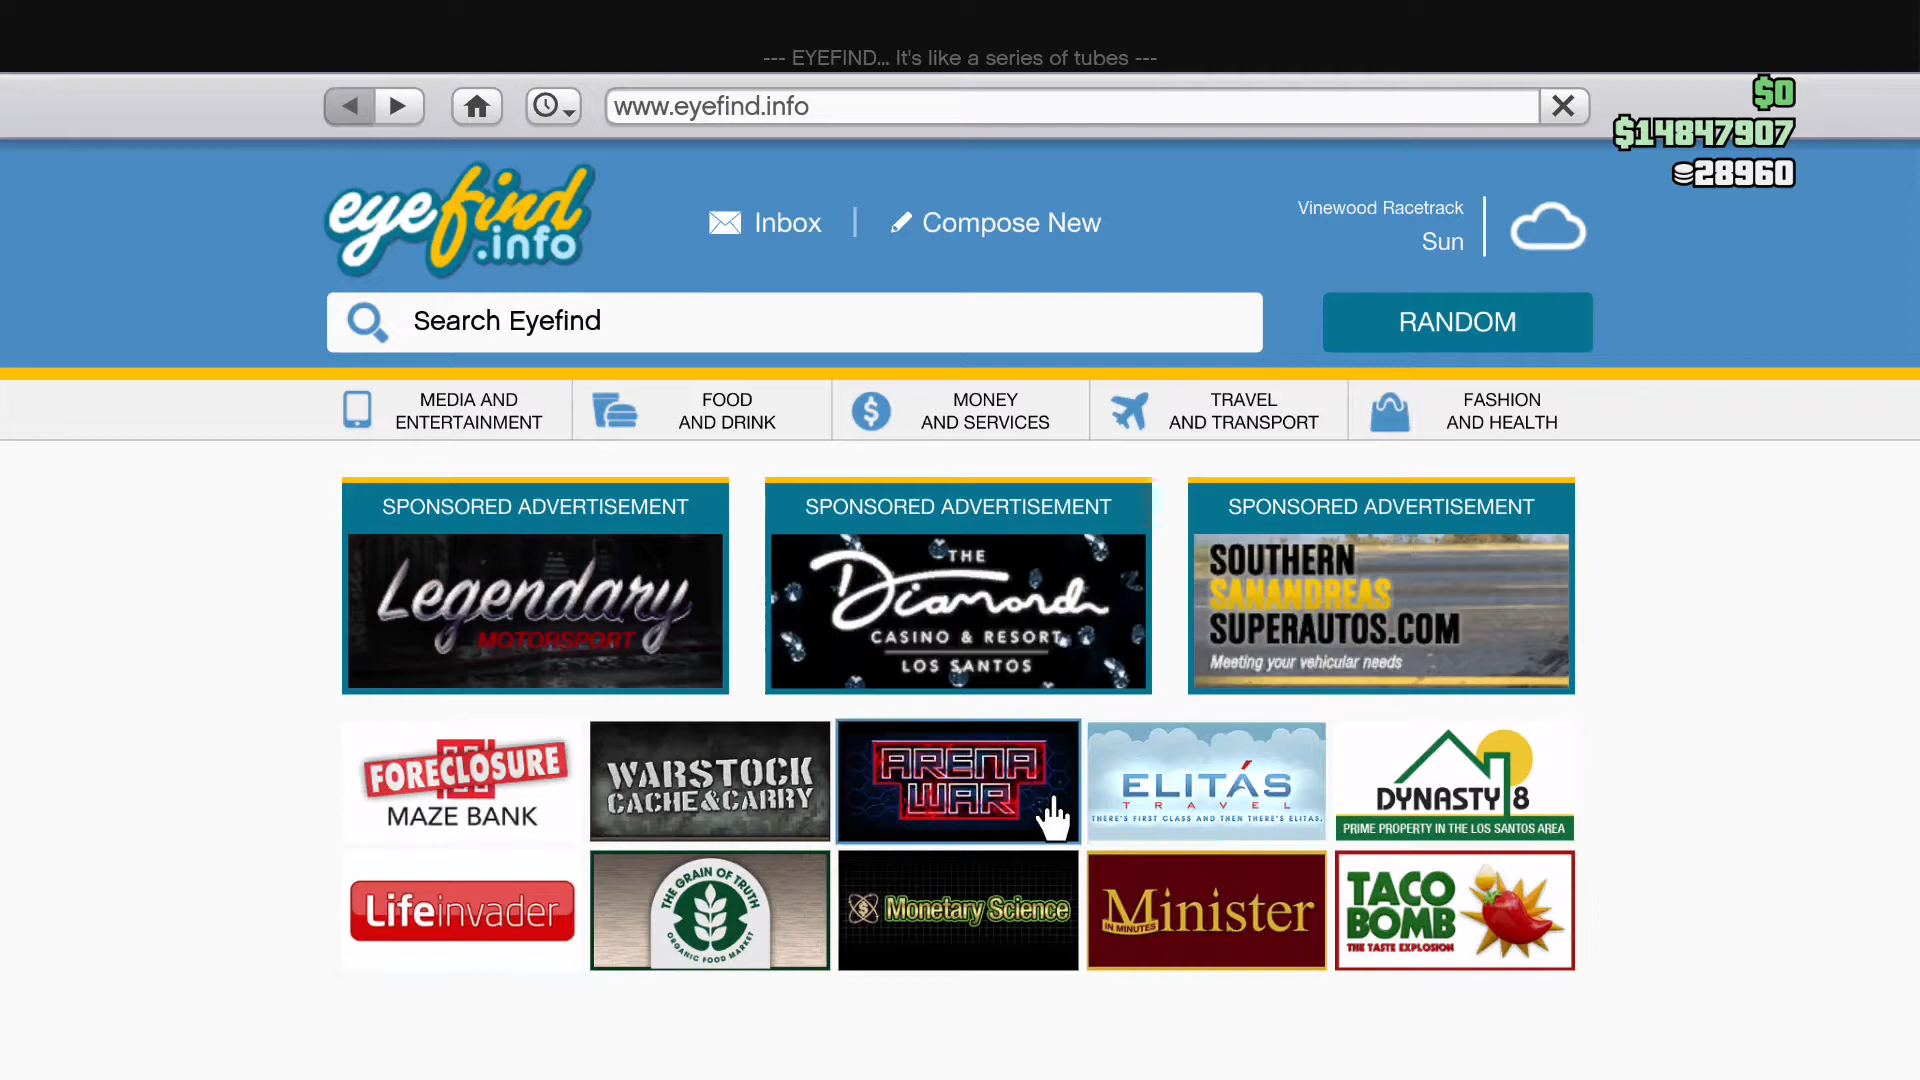 --- EYEFIND... It's like a series of tubes ---
www.eyefind.info
$0
$14847907
28960
eyefind
.info
Inbox
Compose New
Vinewood Racetrack
Sun
Search Eyefind
RANDOM
MEDIA AND
ENTERTAINMENT
FOOD
AND DRINK
MONEY
AND SERVICES
TRAVEL
AND TRANSPORT
FASHION
AND HEALTH
SPONSORED ADVERTISEMENT
Legendary
MOTORSPORT
SPONSORED ADVERTISEMENT
THE
Diamond
CASINO & RESORT
LOS SANTOS
SPONSORED ADVERTISEMENT
SOUTHERN
SANANDREAS
SUPERAUTOS.COM
Meeting your vehicular needs
FORECLOSURE
MAZE BANK
WARSTOCK
CACHE&CARRY
ARENA
WAR
ELITÁS
TRAVEL
THERE'S FIRST CLASS AND THEN THERE'S ELITAS.
DYNASTY 8
PRIME PROPERTY IN THE LOS SANTOS AREA
Lifeinvader
THE GRAIN OF TRUTH
ORGANIC FOOD MARKET
Monetary Science
Minister
IN MINUTES
TACO
BOMB
THE TASTE EXPLOSION